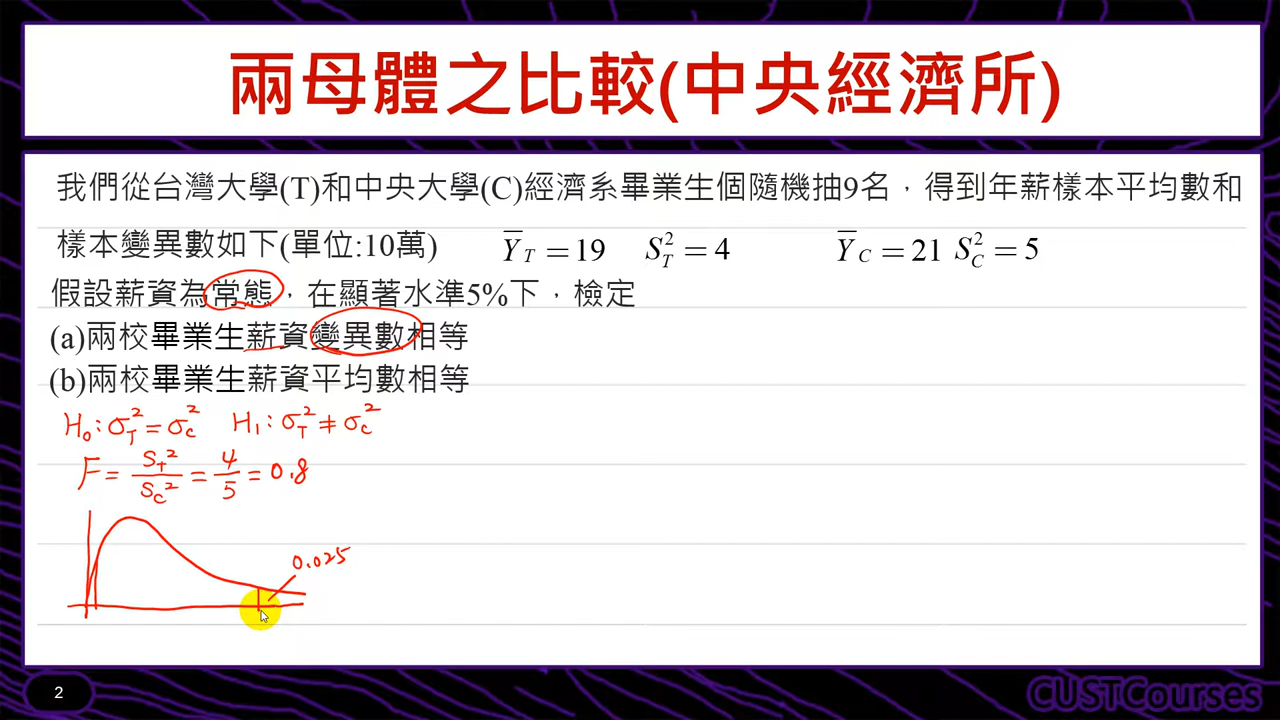 兩母體之比較(中央經濟所)
我們從台灣大學(T)和中央大學(C)經濟系畢業生個隨機抽9名，得到年薪樣本平均數和
樣本變異數如下(單位:10萬) Y̅_T = 19 S_T^2 = 4 Y̅_C = 21 S_C^2 = 5
假設薪資為常態，在顯著水準5%下，檢定
(a)兩校畢業生薪資變異數相等
(b)兩校畢業生薪資平均數相等
H₀: σ_T^2 = σ_C^2 H₁: σ_T^2 ≠ σ_C^2
F = S_T^2 / S_C^2 = 4/5 = 0.8
0.025
2
CUSTCourses